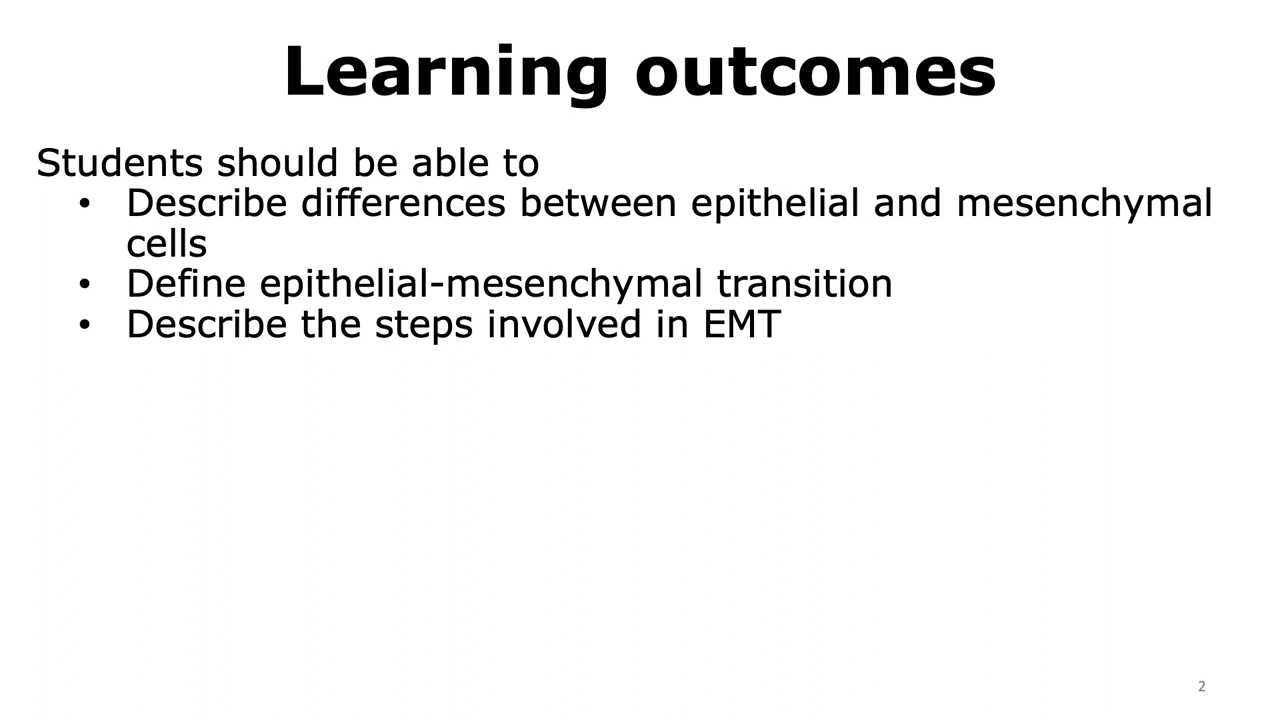 Learning outcomes
Students should be able to
• Describe differences between epithelial and mesenchymal
cells
• Define epithelial-mesenchymal transition
• Describe the steps involved in EMT
2